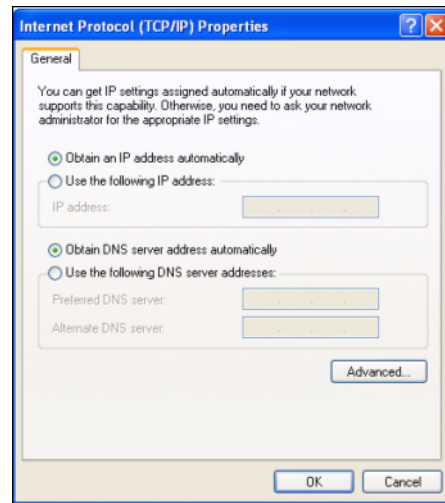 Internet Protocol (TCP/IP) Properties
General
You can get IP settings assigned automatically if your network
supports this capability. Otherwise, you need to ask your network
administrator for the appropriate IP settings.
Obtain an IP address automatically
Use the following IP address:
IP address:
Obtain DNS server address automatically
Use the following DNS server addresses:
Preferred DNS server:
Alternate DNS server:
Advanced...
OK
Cancel